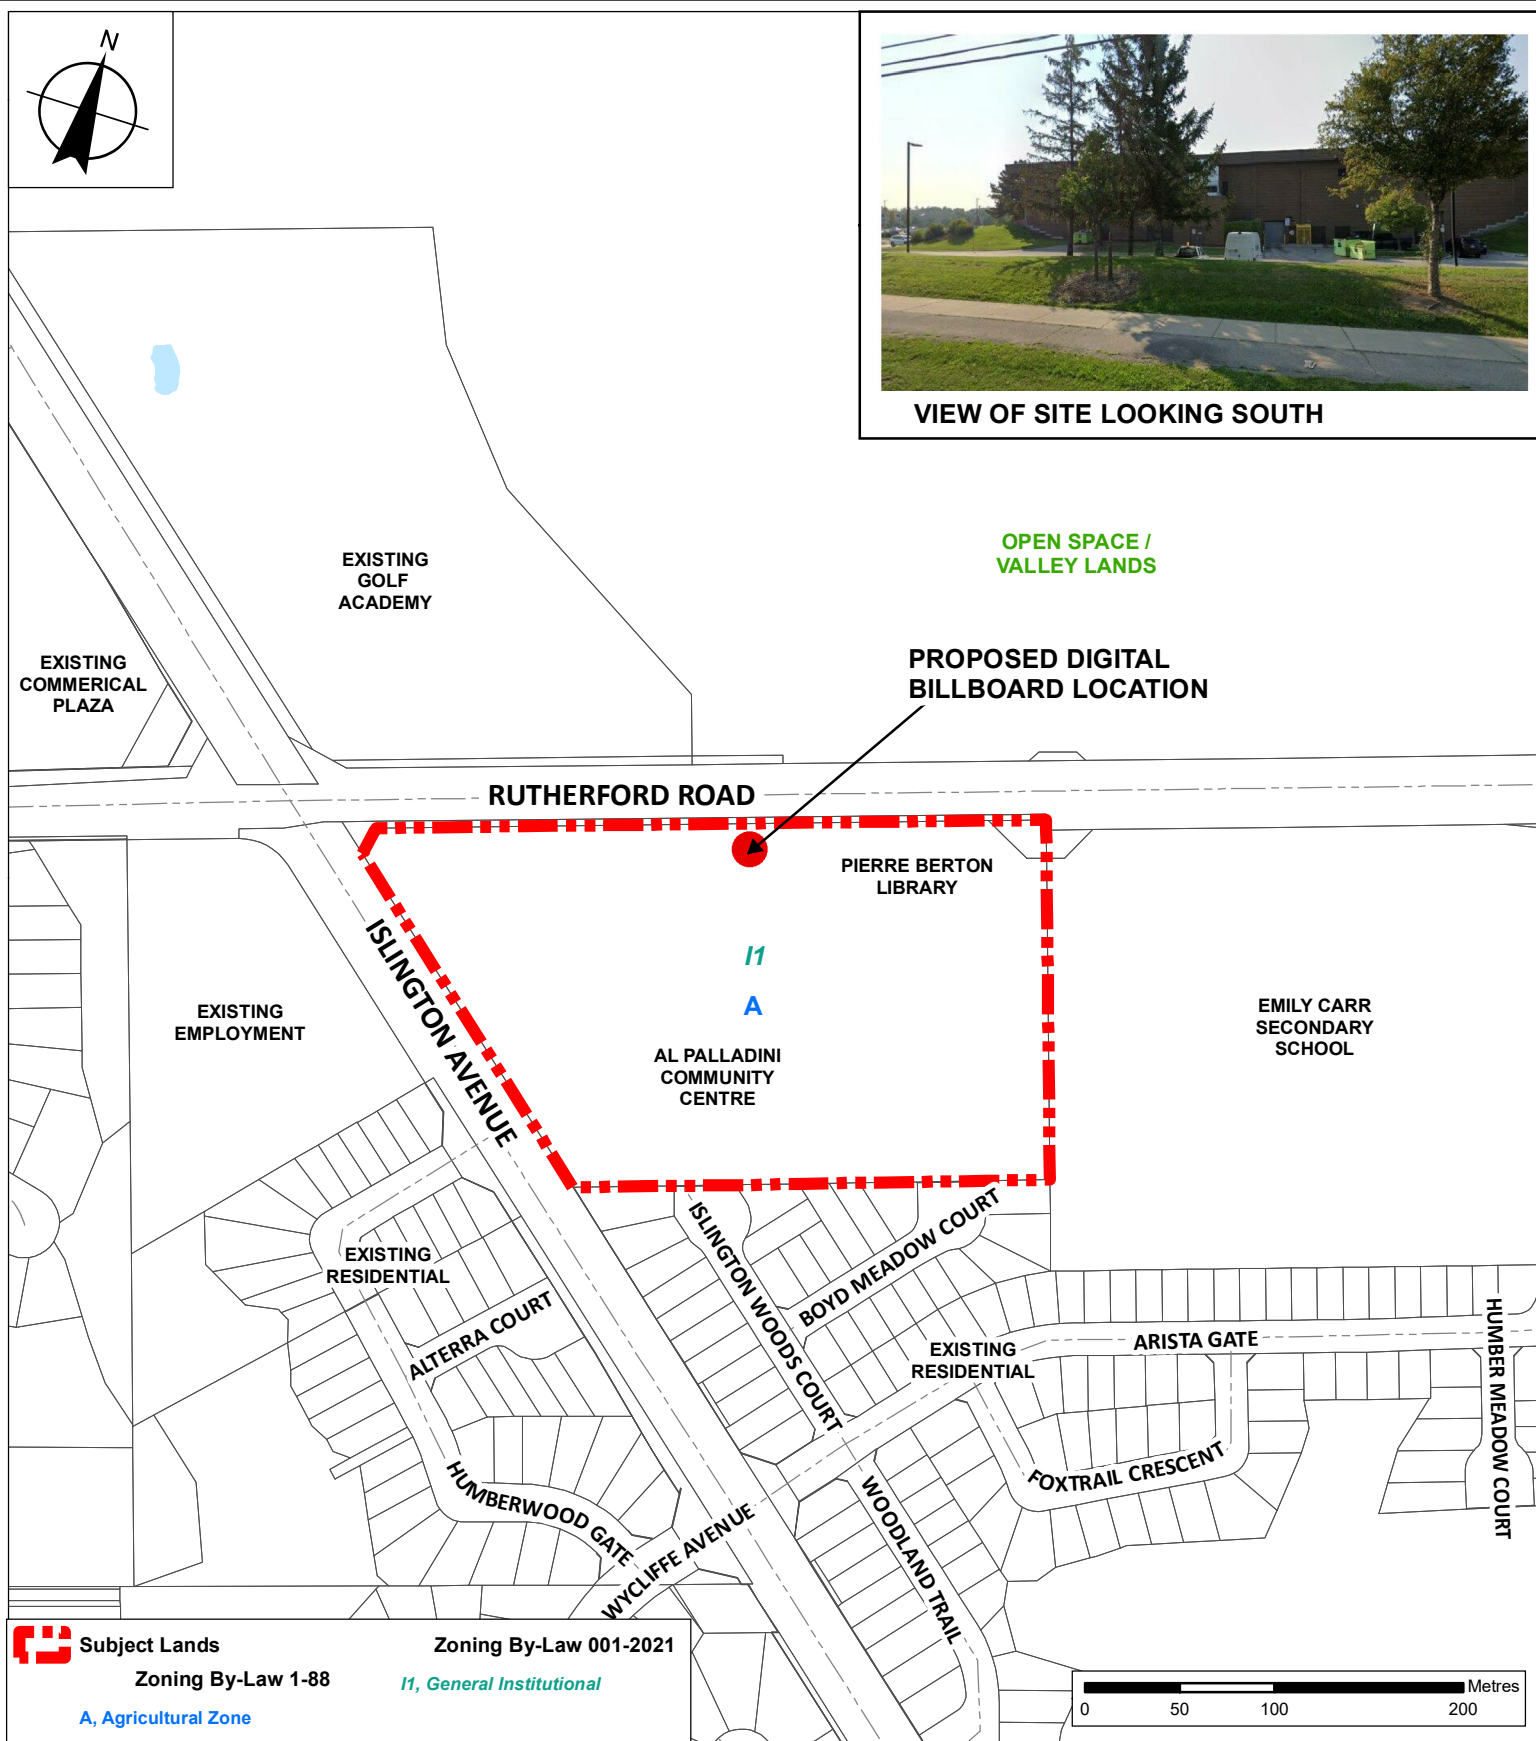 N
VIEW OF SITE LOOKING SOUTH
OPEN SPACE /
VALLEY LANDS
EXISTING
GOLF
ACADEMY
EXISTING
COMMERICAL
PLAZA
PROPOSED DIGITAL
BILLBOARD LOCATION
RUTHERFORD ROAD
PIERRE BERTON
LIBRARY
ISLINGTON AVENUE
I1
A
EXISTING
EMPLOYMENT
EMILY CARR
SECONDARY
SCHOOL
AL PALLADINI
COMMUNITY
CENTRE
EXISTING
RESIDENTIAL
ALTERRA COURT
ISLINGTON WOODS COURT
BOYD MEADOW COURT
EXISTING
RESIDENTIAL
ARISTA GATE
HUMBER MEADOW COURT
FOXTRAIL CRESCENT
HUMBERWOOD GATE
WYCLIFFE AVENUE
WOODLAND TRAIL
Subject Lands
Zoning By-Law 1-88
A, Agricultural Zone
Zoning By-Law 001-2021
I1, General Institutional
Metres
0 50 100 200